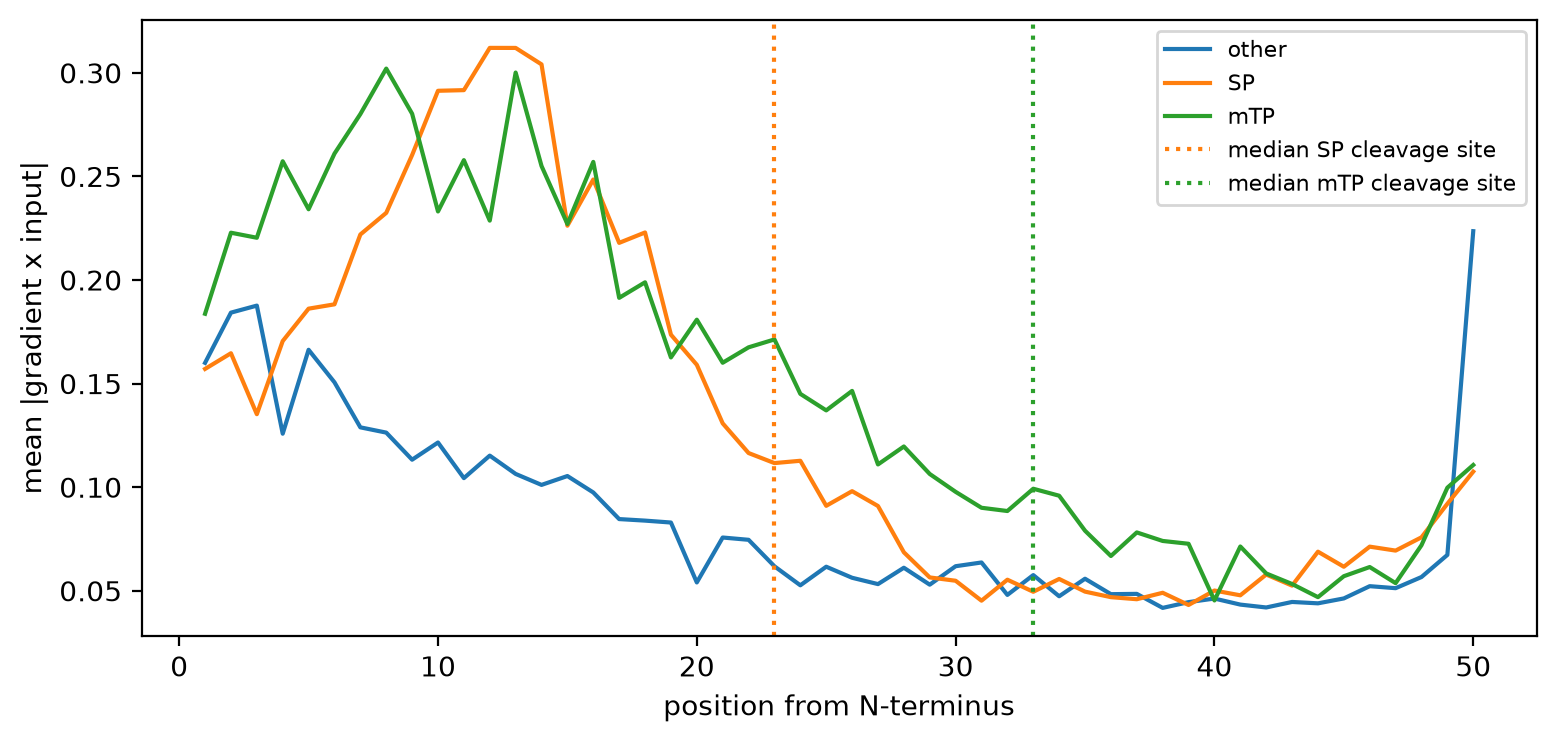 mean |gradient x input|
0.30
0.25
0.20
0.15
0.10
0.05
0 10 20 30 40 50
position from N-terminus
other
SP
mTP
median SP cleavage site
median mTP cleavage site